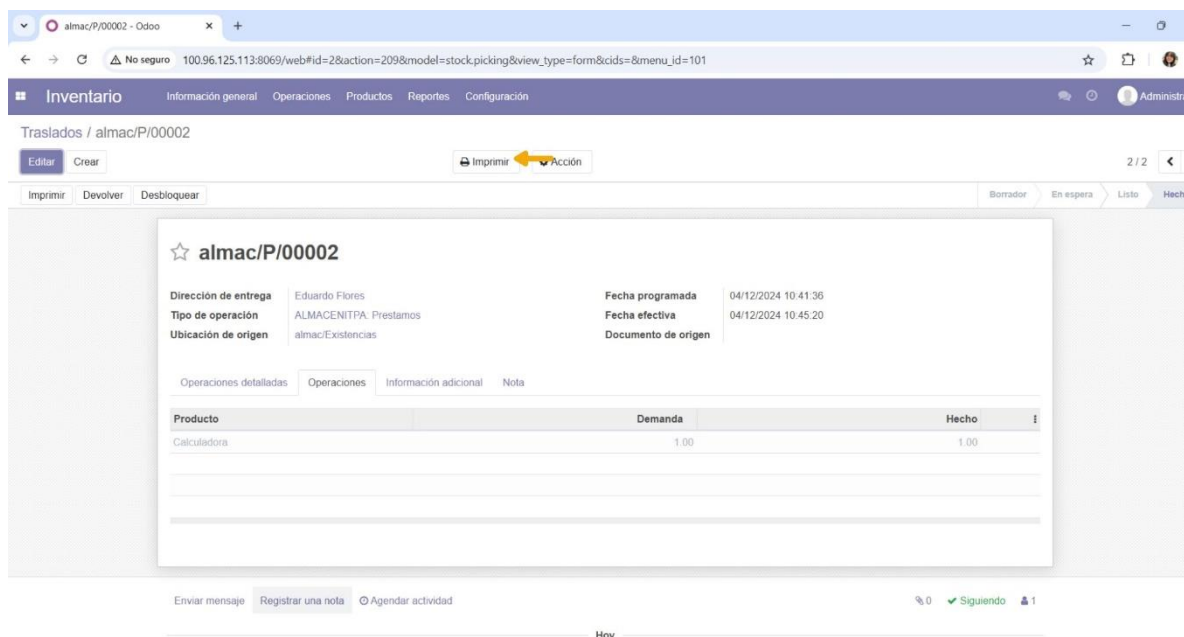 almac/P/00002 - Odoo
No seguro 100.96.125.113:8069/web#id=2&action=209&model=stock.picking&view_type=form&cids=&menu_id=101
Inventario Información general Operaciones Productos Reportes Configuración Administr
Traslados / almac/P/00002
Editar Crear Imprimir Acción 2 / 2
Imprimir Devolver Desbloquear Borrador En espera Listo Hech
almac/P/00002
Dirección de entrega Eduardo Flores Fecha programada 04/12/2024 10:41:36
Tipo de operación ALMACENITPA: Prestamos Fecha efectiva 04/12/2024 10:45:20
Ubicación de origen almac/Existencias Documento de origen
Operaciones detalladas Operaciones Información adicional Nota
Producto Demanda Hecho
Calculadora 1.00 1.00
Enviar mensaje Registrar una nota Agendar actividad 0 Siguiendo 1
Hoy